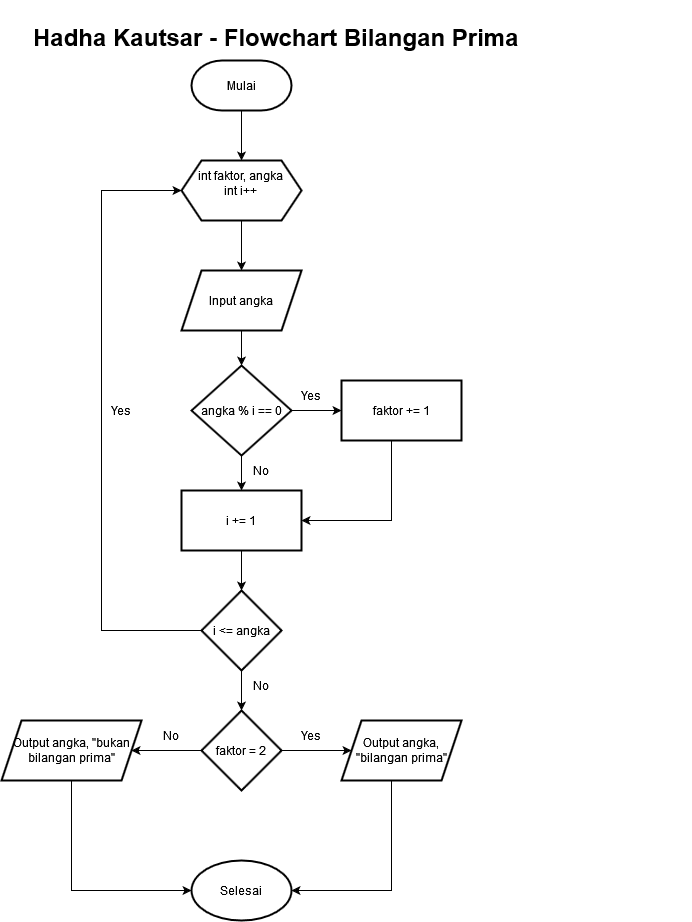 Hadha Kautsar - Flowchart Bilangan Prima
Mulai
int faktor, angka
int i++
Input angka
angka % i == 0
Yes
faktor += 1
Yes
No
i += 1
i <= angka
No
faktor = 2
No
Yes
Output angka, "bukan
bilangan prima"
Output angka,
"bilangan prima"
Selesai